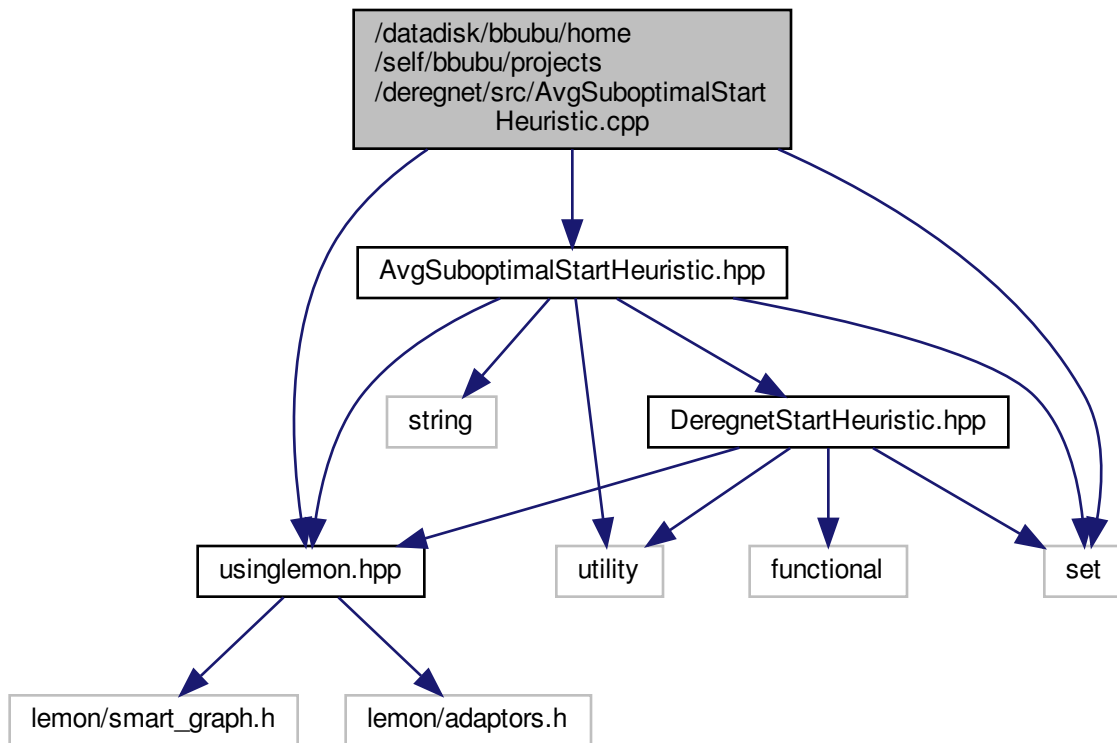 /datadisk/bbubu/home
/self/bbubu/projects
/deregnet/src/AvgSuboptimalStart
Heuristic.cpp
AvgSuboptimalStartHeuristic.hpp
string
DeregnetStartHeuristic.hpp
usinglemon.hpp
utility
functional
set
lemon/smart_graph.h
lemon/adaptors.h